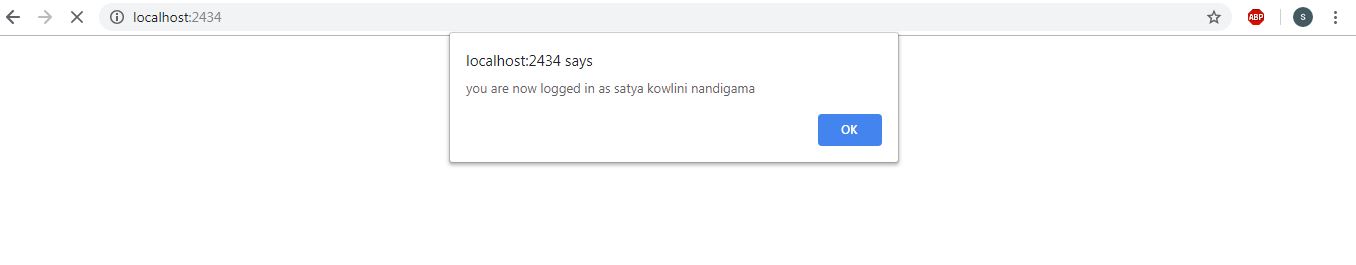 localhost:2434
ABP
S
localhost:2434 says
you are now logged in as satya kowlini nandigama
OK